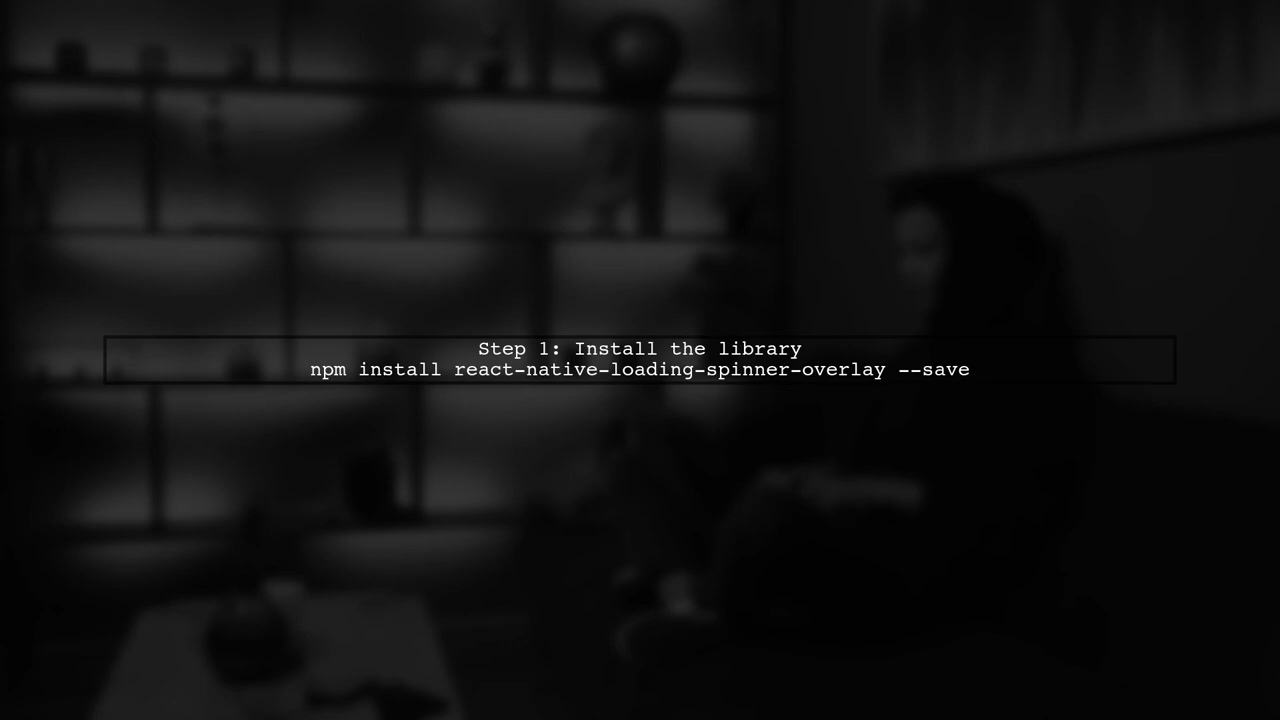 Step 1: Install the library
npm install react-native-loading-spinner-overlay --save